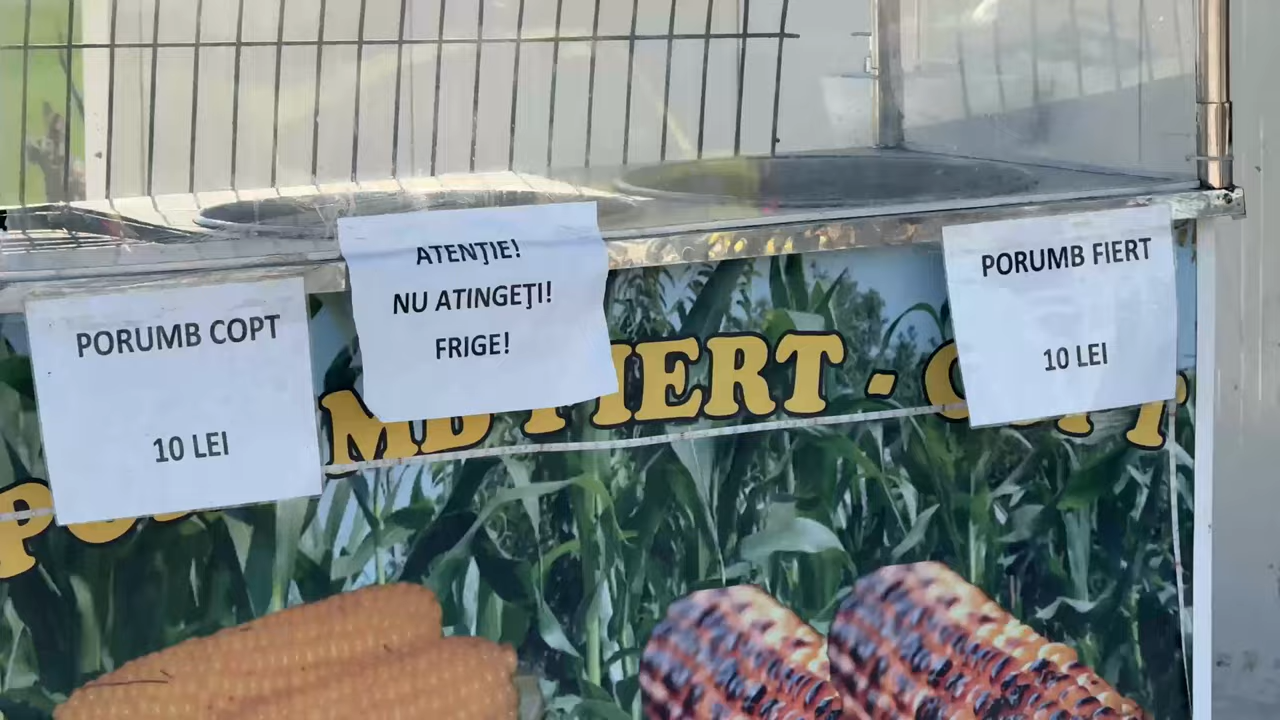 PORUMB COPT
10 LEI
ATENŢIE!
NU ATINGEŢI!
FRIGE!
PORUMB FIERT
10 LEI
FIERT -